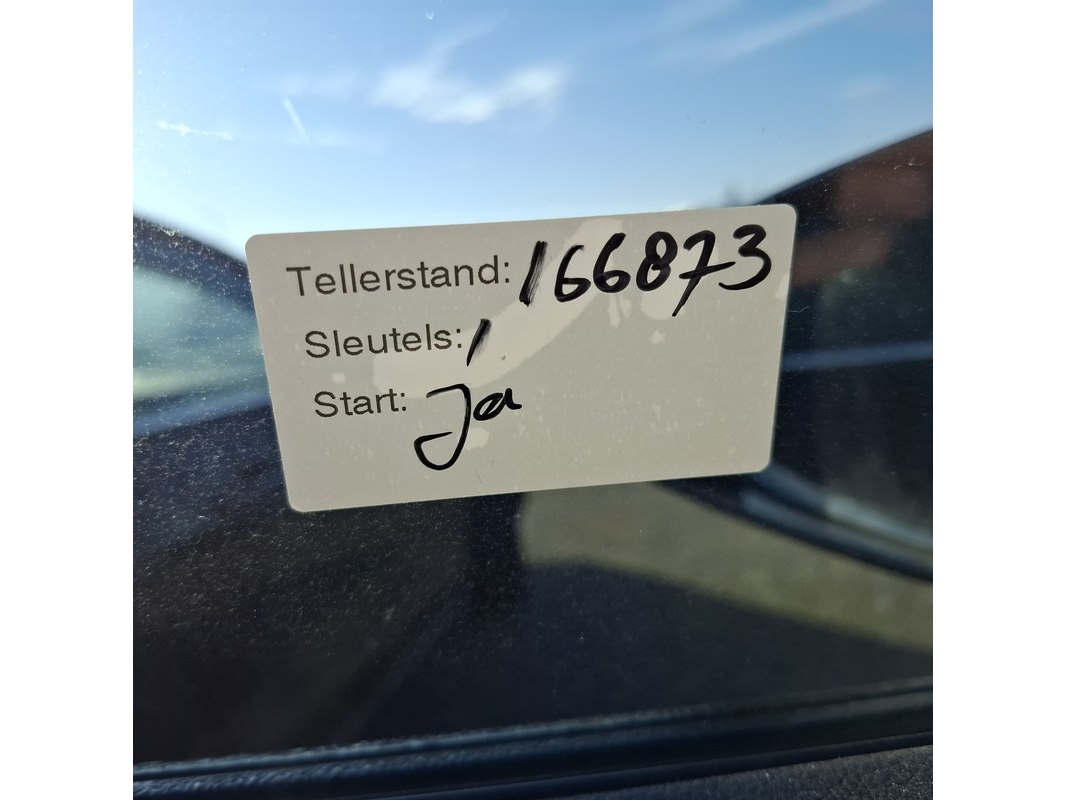 Tellerstand: 166873
Sleutels: 1
Start: Ja